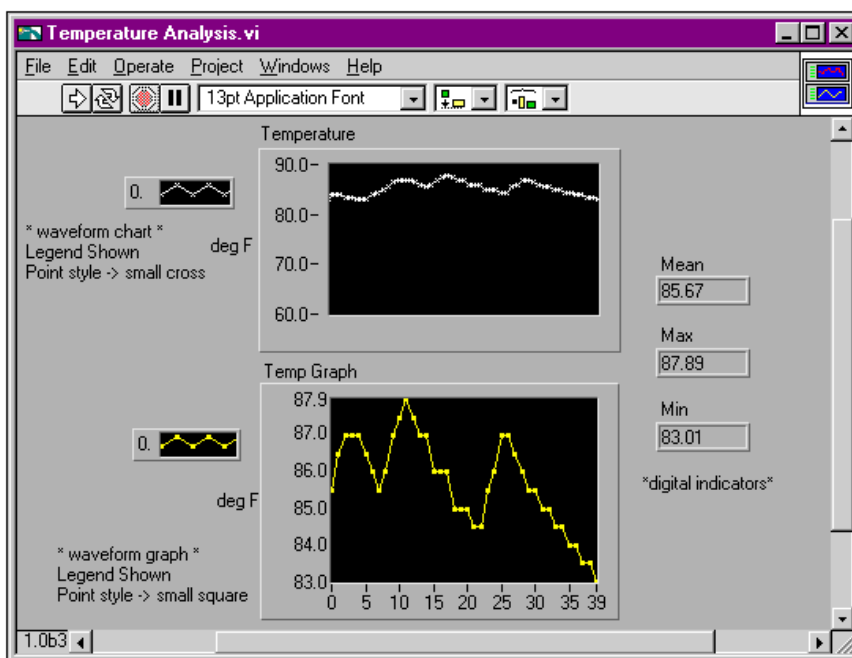 Temperature Analysis.vi
File Edit Operate Project Windows Help
13pt Application Font
Temperature
90.0
80.0
70.0
60.0
0.
* waveform chart *
Legend Shown
Point style -> small cross
deg F
Mean
85.67
Max
87.89
Min
83.01
*digital indicators*
Temp Graph
87.9
87.0
86.0
85.0
84.0
83.0
0 5 10 15 20 25 30 35 39
0.
deg F
* waveform graph *
Legend Shown
Point style -> small square
1.0b3